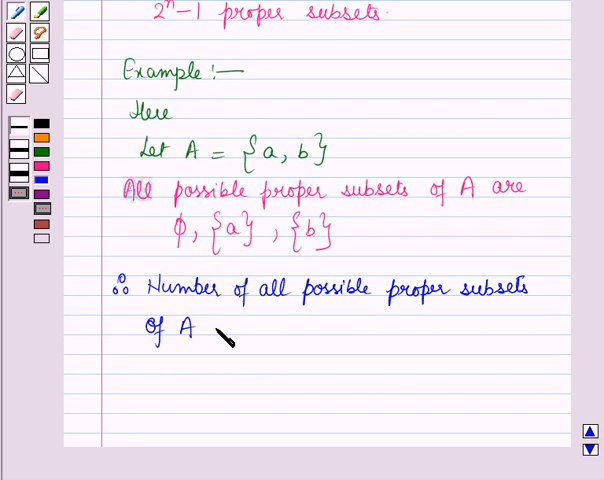 2ⁿ-1 proper subsets.
Example :—
Here
Let A = {a, b}
All possible proper subsets of A are
ϕ, {a} , {b}
∴ Number of all possible proper subsets
of A